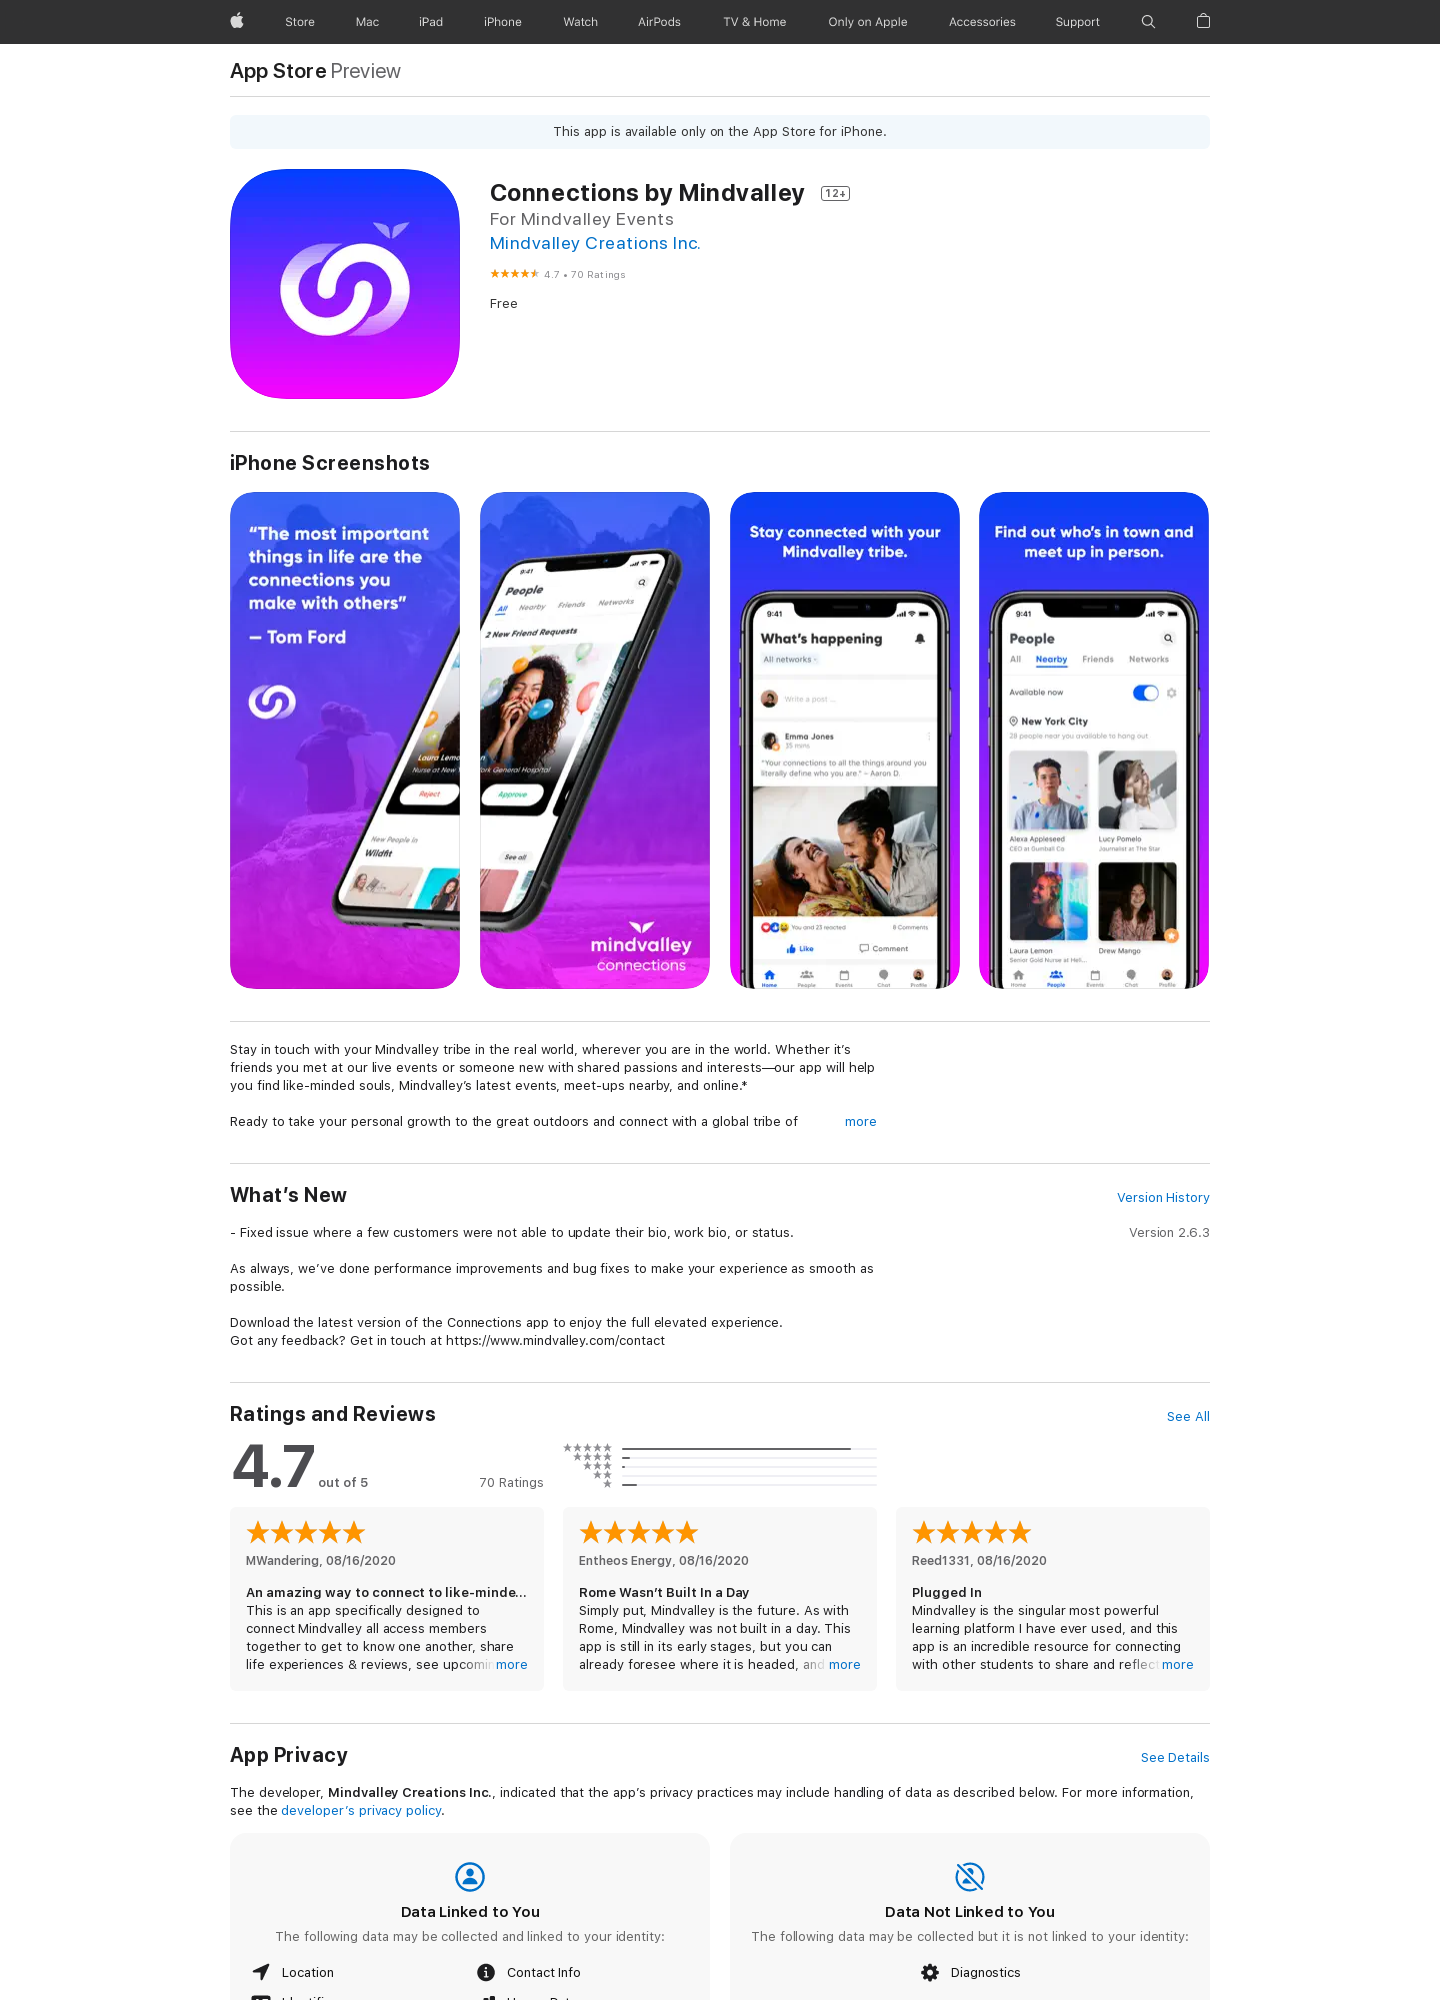 Store Mac iPad iPhone Watch AirPods TV & Home Only on Apple Accessories Support
App Store Preview
This app is available only on the App Store for iPhone.
Connections by Mindvalley 12+
For Mindvalley Events
Mindvalley Creations Inc.
4.7 • 70 Ratings
Free
iPhone Screenshots
“The most important
things in life are the
connections you
make with others”
— Tom Ford
Laura Lemo
Nurse at New
Reject
New People in
Wildfit
9:41
People
All Nearby Friends Networks
2 New Friend Requests
York General Hospital
Approve
See all
mindvalley
connections
Stay connected with your
Mindvalley tribe.
9:41
What's happening
All networks
Write a post ...
Emma Jones
35 mins
"Your connections to all the things around you
literally define who you are." – Aaron D.
You and 23 reacted 8 Comments
Like Comment
Home People Events Chat Profile
Find out who's in town and
meet up in person.
9:41
People
All Nearby Friends Networks
Available now
New York City
28 people near you available to hang out
Alexa Appleseed Lucy Pomelo
CEO at Gunball Co Journalist at The Star
Laura Lemon Drew Mango
Senior Gold Nurse at Heli...
Home People Events Chat Profile
Stay in touch with your Mindvalley tribe in the real world, wherever you are in the world. Whether it’s
friends you met at our live events or someone new with shared passions and interests—our app will help
you find like-minded souls, Mindvalley’s latest events, meet-ups nearby, and online.*
Ready to take your personal growth to the great outdoors and connect with a global tribe of more
What’s New Version History
- Fixed issue where a few customers were not able to update their bio, work bio, or status. Version 2.6.3
As always, we’ve done performance improvements and bug fixes to make your experience as smooth as
possible.
Download the latest version of the Connections app to enjoy the full elevated experience.
Got any feedback? Get in touch at https://www.mindvalley.com/contact
Ratings and Reviews See All
4.7 out of 5 70 Ratings
MWandering, 08/16/2020
An amazing way to connect to like-minde...
This is an app specifically designed to
connect Mindvalley all access members
together to get to know one another, share
life experiences & reviews, see upcomin more
Entheos Energy, 08/16/2020
Rome Wasn’t Built In a Day
Simply put, Mindvalley is the future. As with
Rome, Mindvalley was not built in a day. This
app is still in its early stages, but you can
already foresee where it is headed, and more
Reed1331, 08/16/2020
Plugged In
Mindvalley is the singular most powerful
learning platform I have ever used, and this
app is an incredible resource for connecting
with other students to share and reflect more
App Privacy See Details
The developer, Mindvalley Creations Inc., indicated that the app’s privacy practices may include handling of data as described below. For more information,
see the developer’s privacy policy.
Data Linked to You
The following data may be collected and linked to your identity:
Location Contact Info
Data Not Linked to You
The following data may be collected but it is not linked to your identity:
Diagnostics